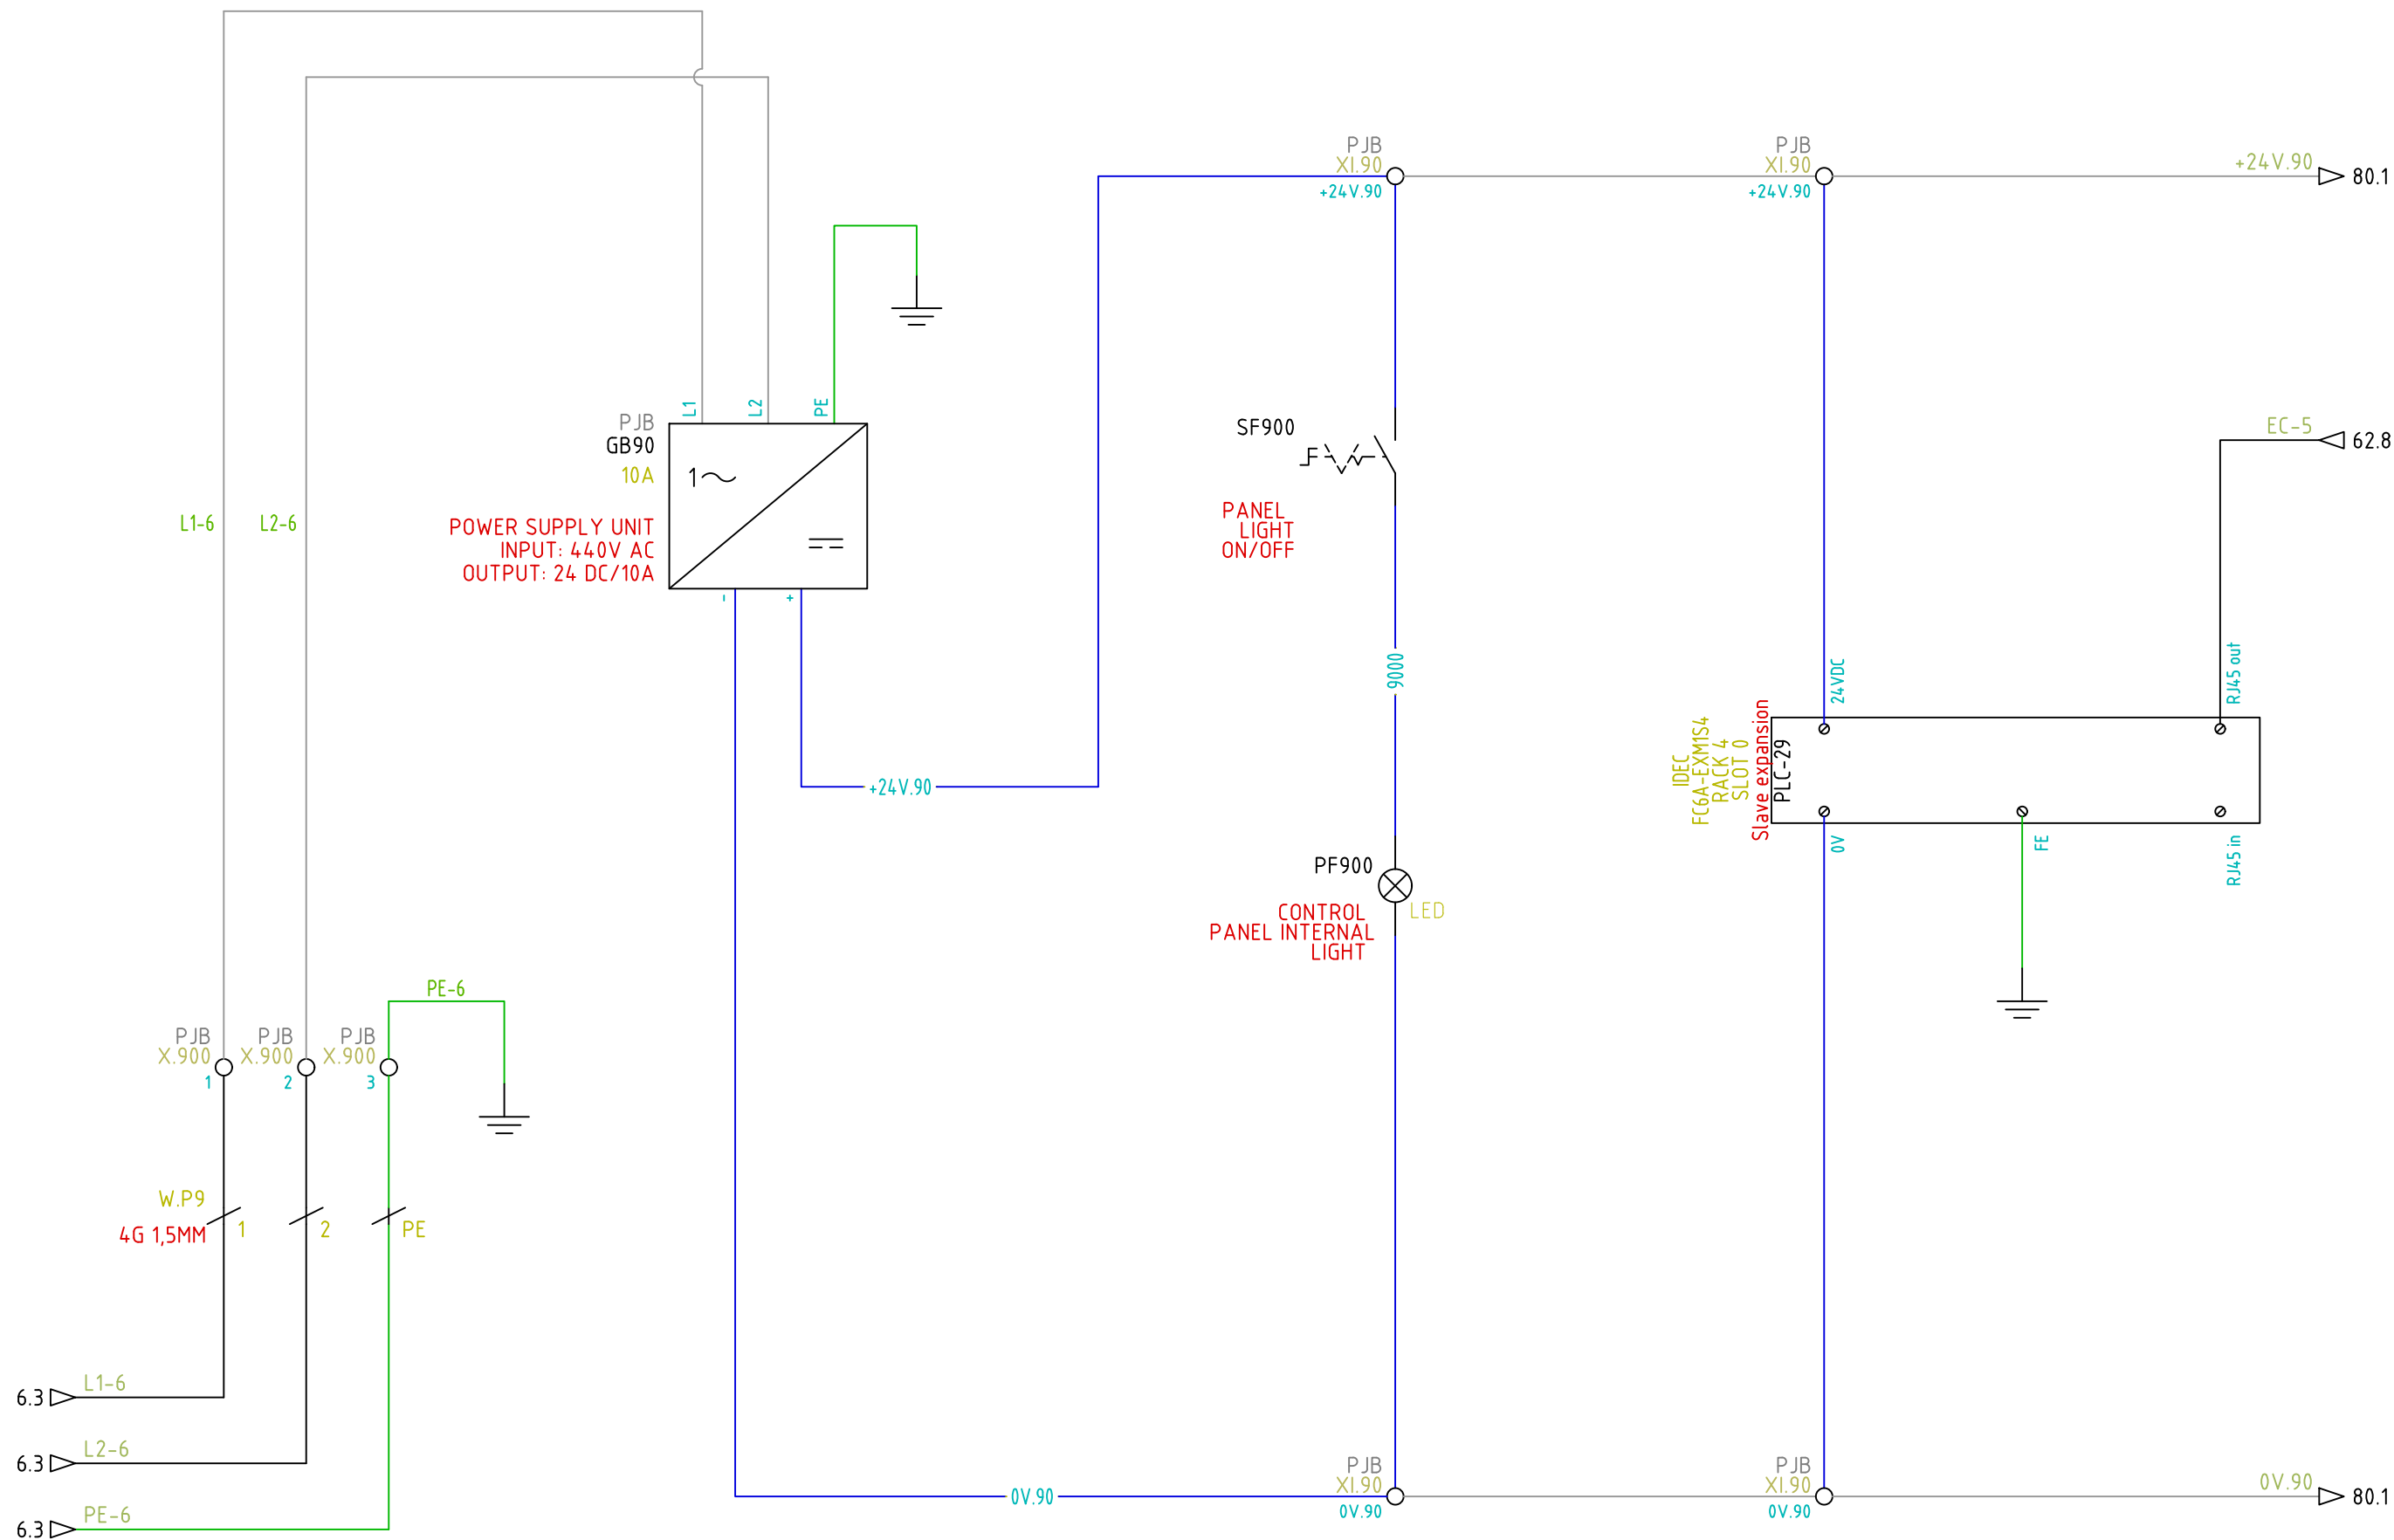 PJB
XI.90
+24V.90
PJB
XI.90
+24V.90
+24V.90
80.1
L1
L2
PE
PJB
GB90
10A
1
POWER SUPPLY UNIT
INPUT: 440V AC
OUTPUT: 24 DC/10A
-
+
L1-6
L2-6
SF900
PANEL
LIGHT
ON/OFF
EC-5
62.8
9000
24VDC
RJ45 out
IDEC
FC6A-EXM1S4
RACK 4
SLOT 0
Slave expansion
PLC-29
0V
FE
RJ45 in
+24V.90
PF900
LED
CONTROL
PANEL INTERNAL
LIGHT
PE-6
PJB
X.900
1
PJB
X.900
2
PJB
X.900
3
W.P9
4G 1,5MM
1
2
PE
6.3
L1-6
6.3
L2-6
6.3
PE-6
0V.90
PJB
XI.90
0V.90
PJB
XI.90
0V.90
0V.90
80.1